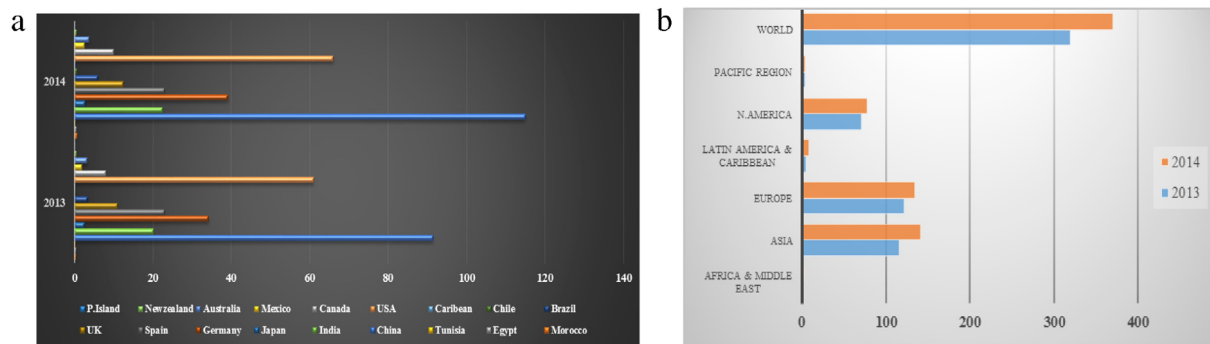 a
2014
2013
0 20 40 60 80 100 120 140
P.Island Newzeland Australia Mexico Canada USA Caribean Chile Brazil
UK Spain Germany Japan India China Tunisia Egypt Morocco
b
WORLD
PACIFIC REGION
N.AMERICA
LATIN AMERICA &
CARIBBEAN
EUROPE
ASIA
AFRICA & MIDDLE
EAST
0 100 200 300 400
2014
2013